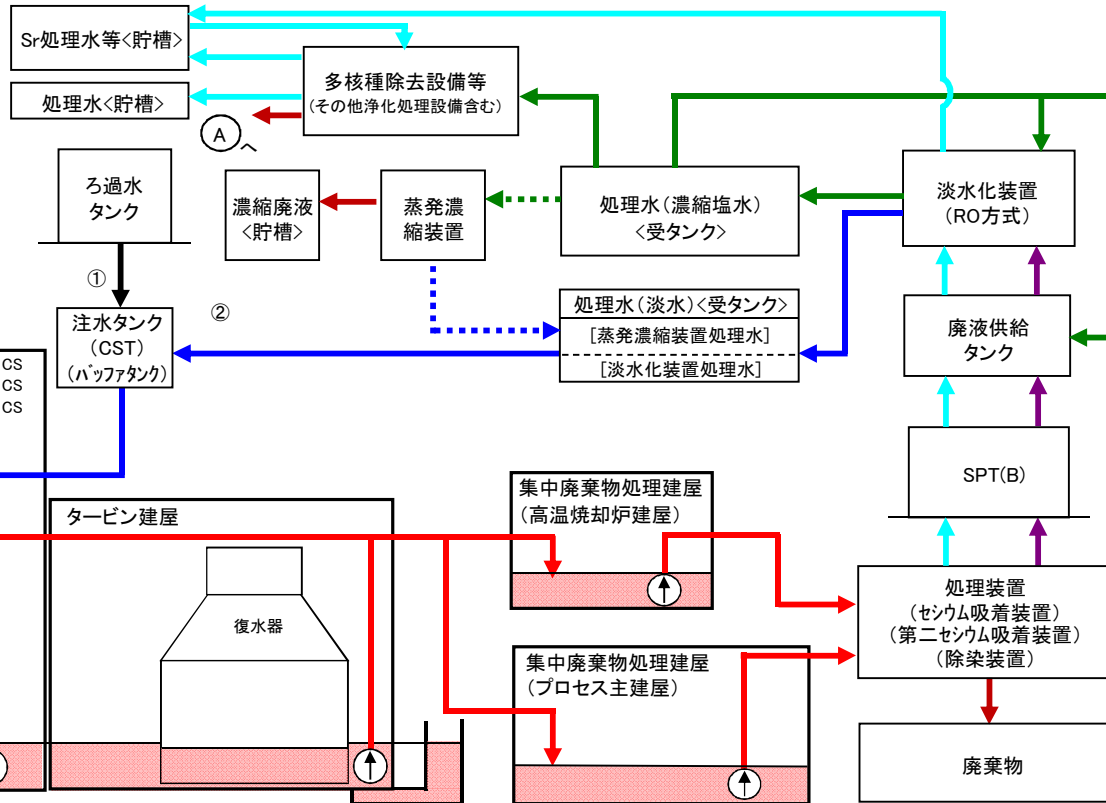 Sr処理水等<貯槽>
処理水<貯槽>
多核種除去設備等
(その他浄化処理設備含む)
A
へ
ろ過水
タンク
濃縮廃液
<貯槽>
蒸発濃
縮装置
処理水(濃縮塩水)
<受タンク>
淡水化装置
(RO方式)
①
②
注水タンク
(CST)
(バッファタンク)
処理水(淡水)<受タンク>
[蒸発濃縮装置処理水]
[淡水化装置処理水]
廃液供給
タンク
CS
CS
CS
SPT(B)
タービン建屋
復水器
集中廃棄物処理建屋
(高温焼却炉建屋)
集中廃棄物処理建屋
(プロセス主建屋)
処理装置
(セシウム吸着装置)
(第二セシウム吸着装置)
(除染装置)
廃棄物